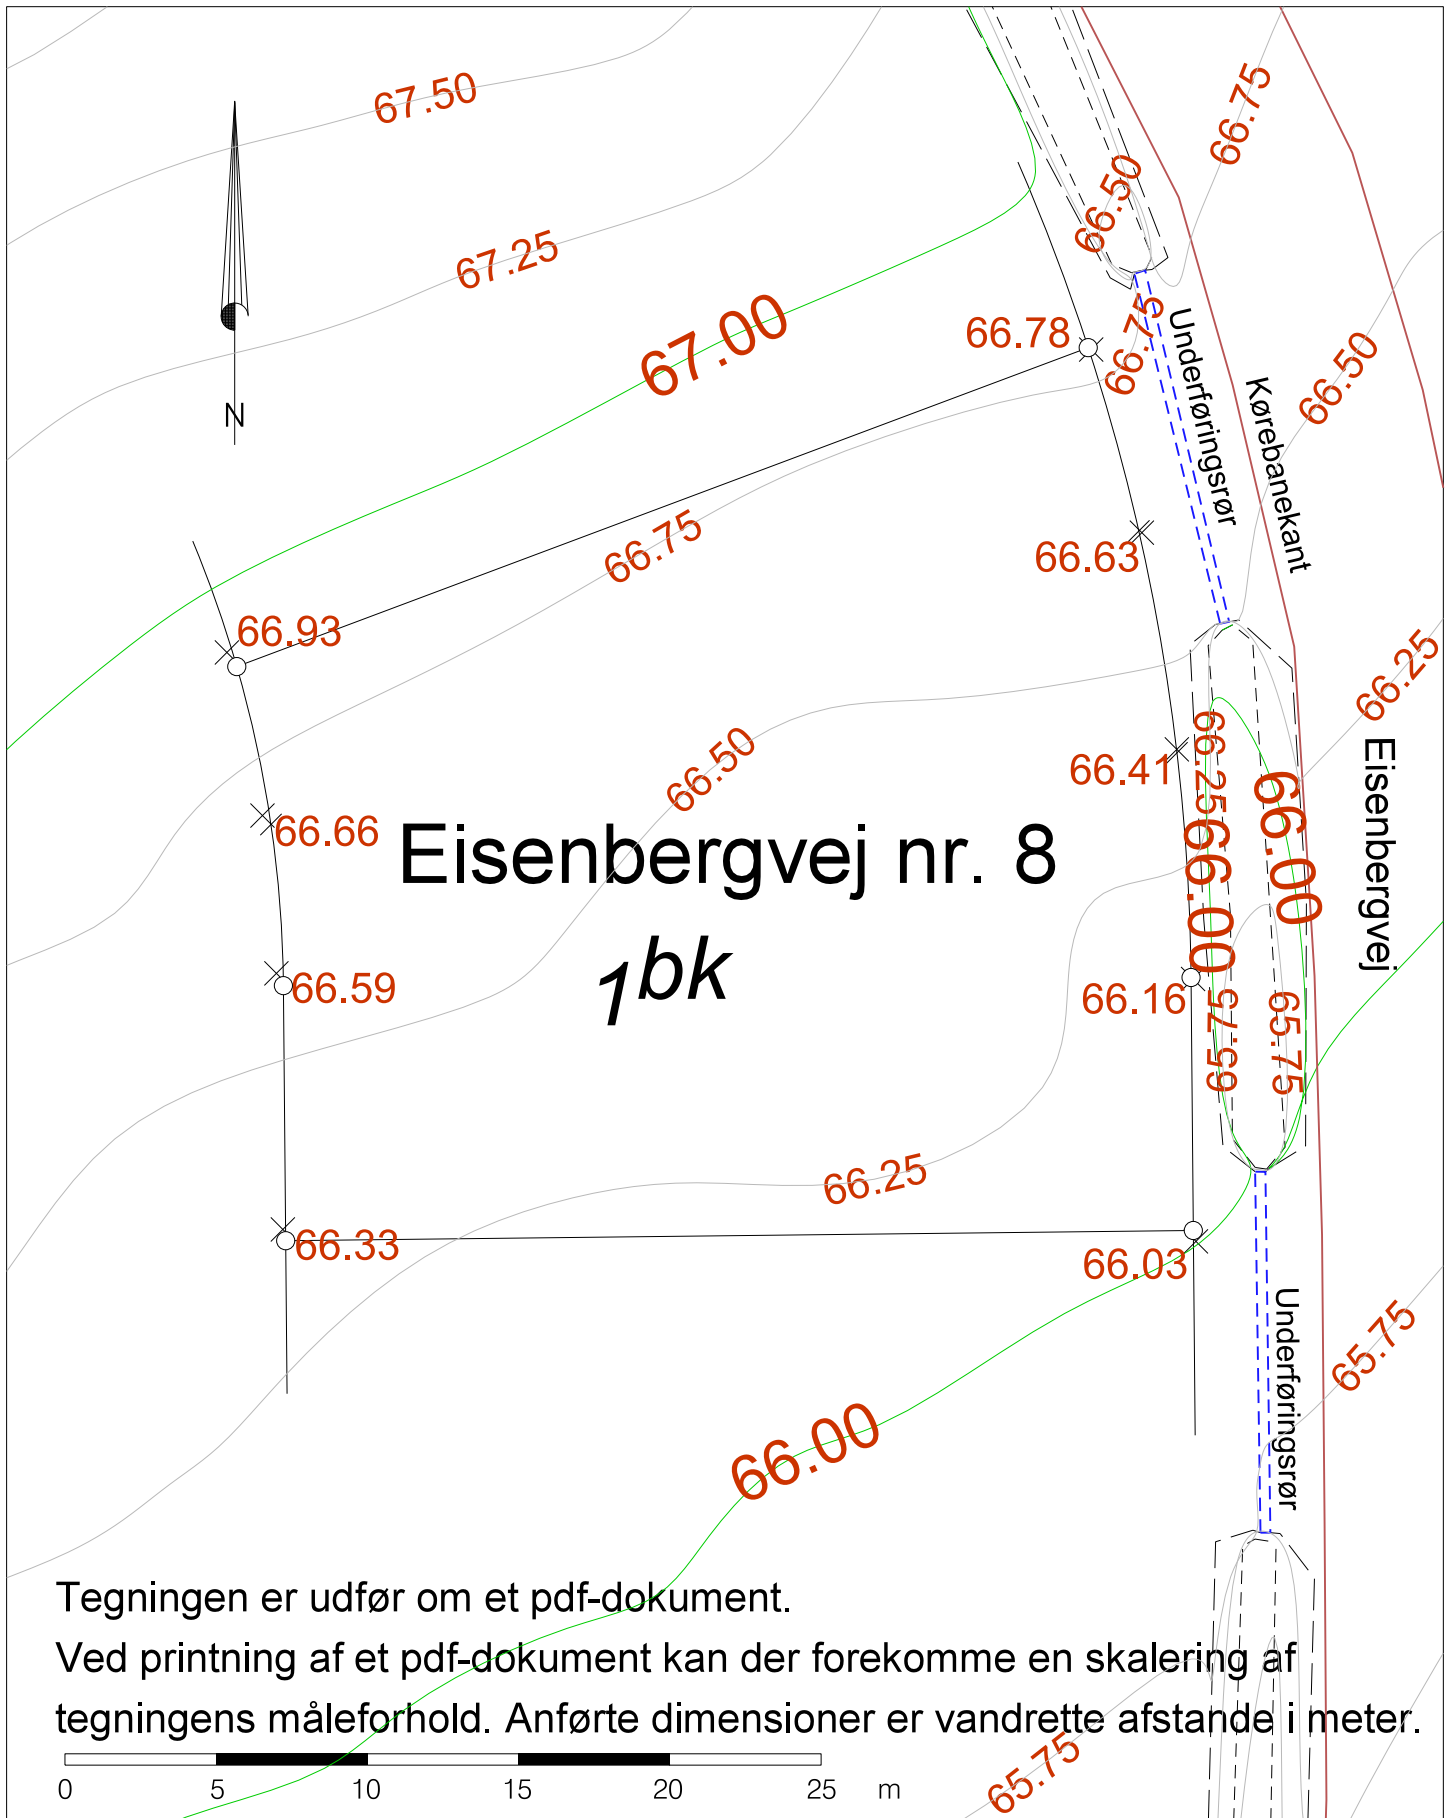 67.50
66.75
66.50
67.25
67.00
66.78
66.75
Underføringsrør
66.50
N
Kørebanekant
66.75
66.63
66.93
66.25
66.50
66.41
66.25
66.00
Eisenbergvej
66.66
Eisenbergvej nr. 8
66.00
1bk
66.59
66.16
65.75
65.75
66.25
66.33
66.03
Underføringsrør
65.75
66.00
Tegningen er udfør om et pdf-dokument.
Ved printning af et pdf-dokument kan der forekomme en skalering af
tegningens måleforhold. Anførte dimensioner er vandrette afstande i meter.
65.75
0 5 10 15 20 25 m